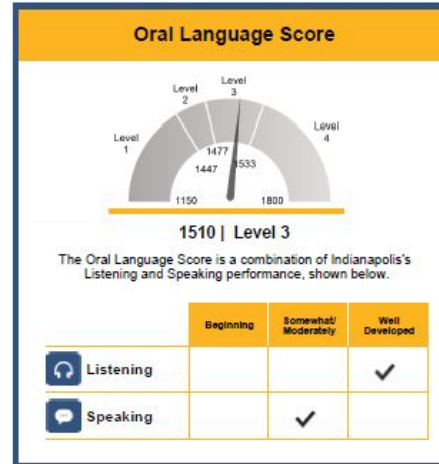 Oral Language Score
Level
1
Level
2
Level
3
Level
4
1150
1447
1477
1533
1800
1510 | Level 3
The Oral Language Score is a combination of Indianapolis's
Listening and Speaking performance, shown below.
Beginning
Somewhat/
Moderately
Well
Developed
Listening
Speaking